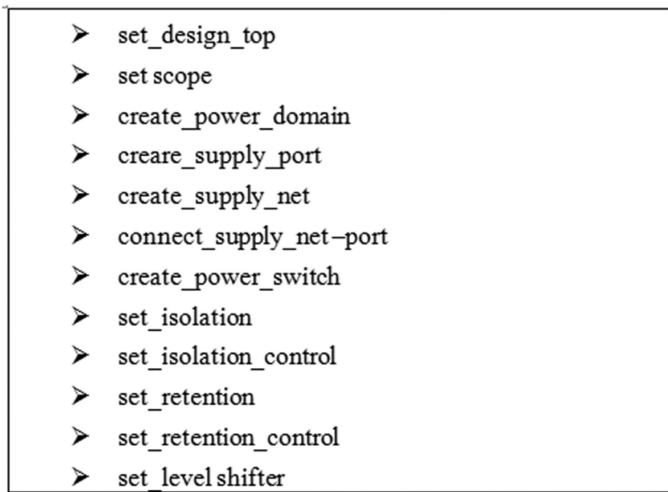 ➢ set_design_top
➢ set scope
➢ create_power_domain
➢ creare_supply_port
➢ create_supply_net
➢ connect_supply_net–port
➢ create_power_switch
➢ set_isolation
➢ set_isolation_control
➢ set_retention
➢ set_retention_control
➢ set_level shifter